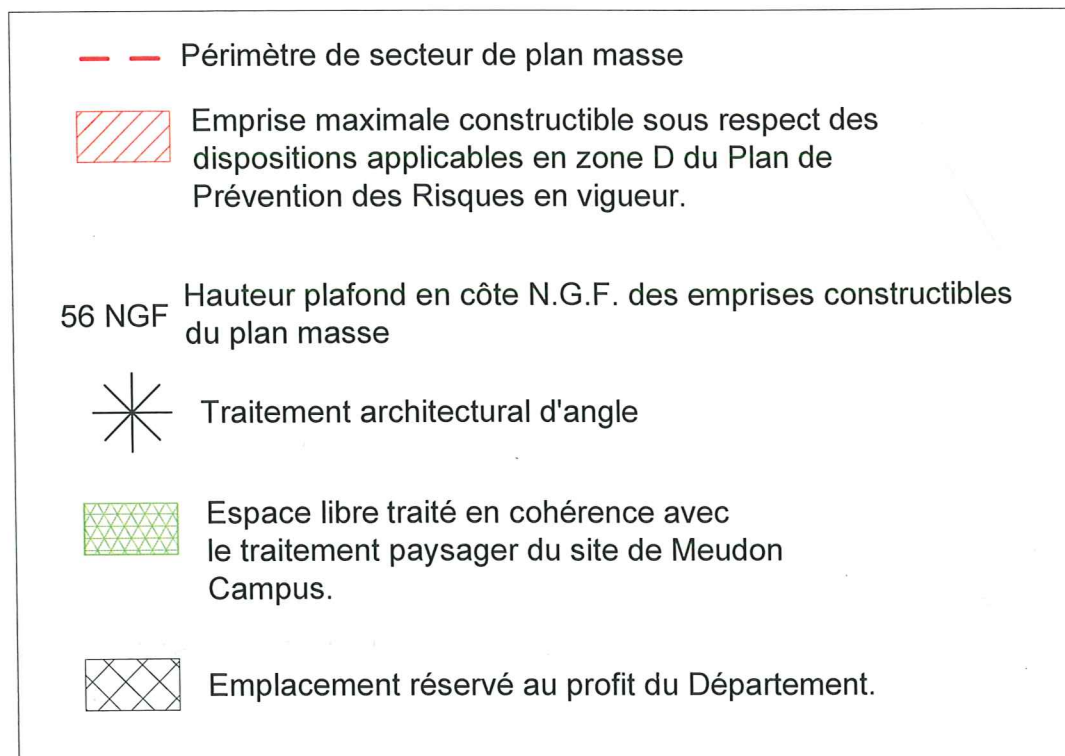 Périmètre de secteur de plan masse
Emprise maximale constructible sous respect des
dispositions applicables en zone D du Plan de
Prévention des Risques en vigueur.
56 NGF Hauteur plafond en côte N.G.F. des emprises constructibles
du plan masse
Traitement architectural d'angle
Espace libre traité en cohérence avec
le traitement paysager du site de Meudon
Campus.
Emplacement réservé au profit du Département.